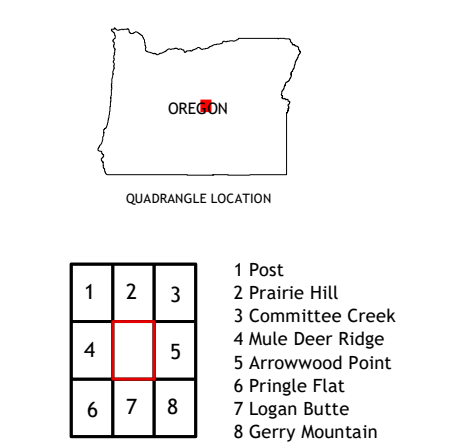 OREGON
QUADRANGLE LOCATION
1 2 3
4 5
6 7 8
1 Post
2 Prairie Hill
3 Committee Creek
4 Mule Deer Ridge
5 Arrowwood Point
6 Pringle Flat
7 Logan Butte
8 Gerry Mountain